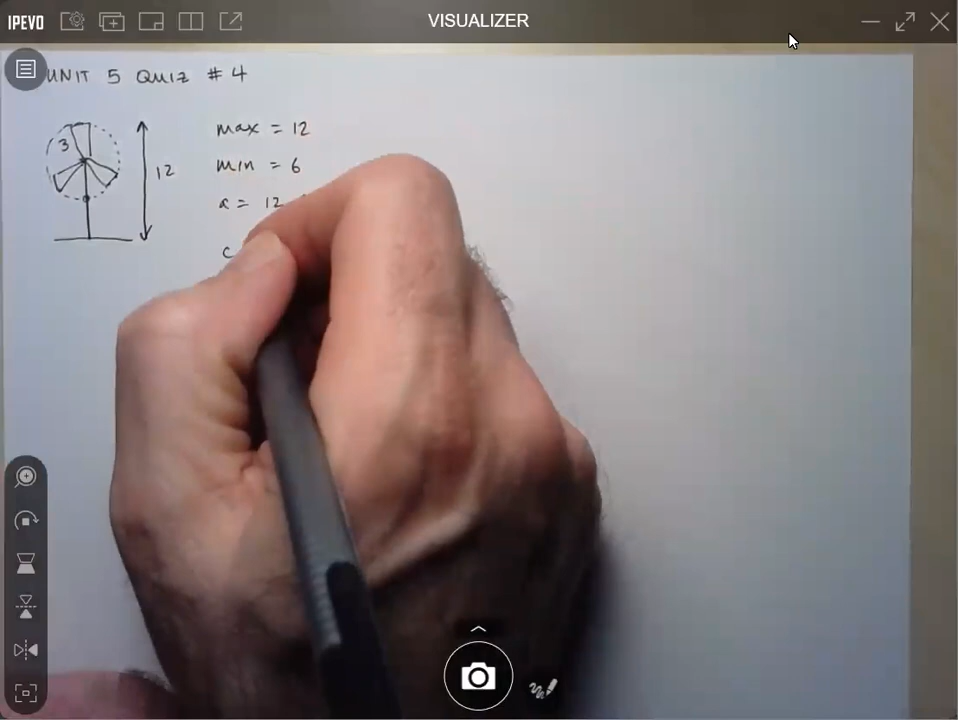 IPEVO
VISUALIZER
UNIT 5 QUIZ # 4
3
12
max = 12
min = 6
a = 12
c